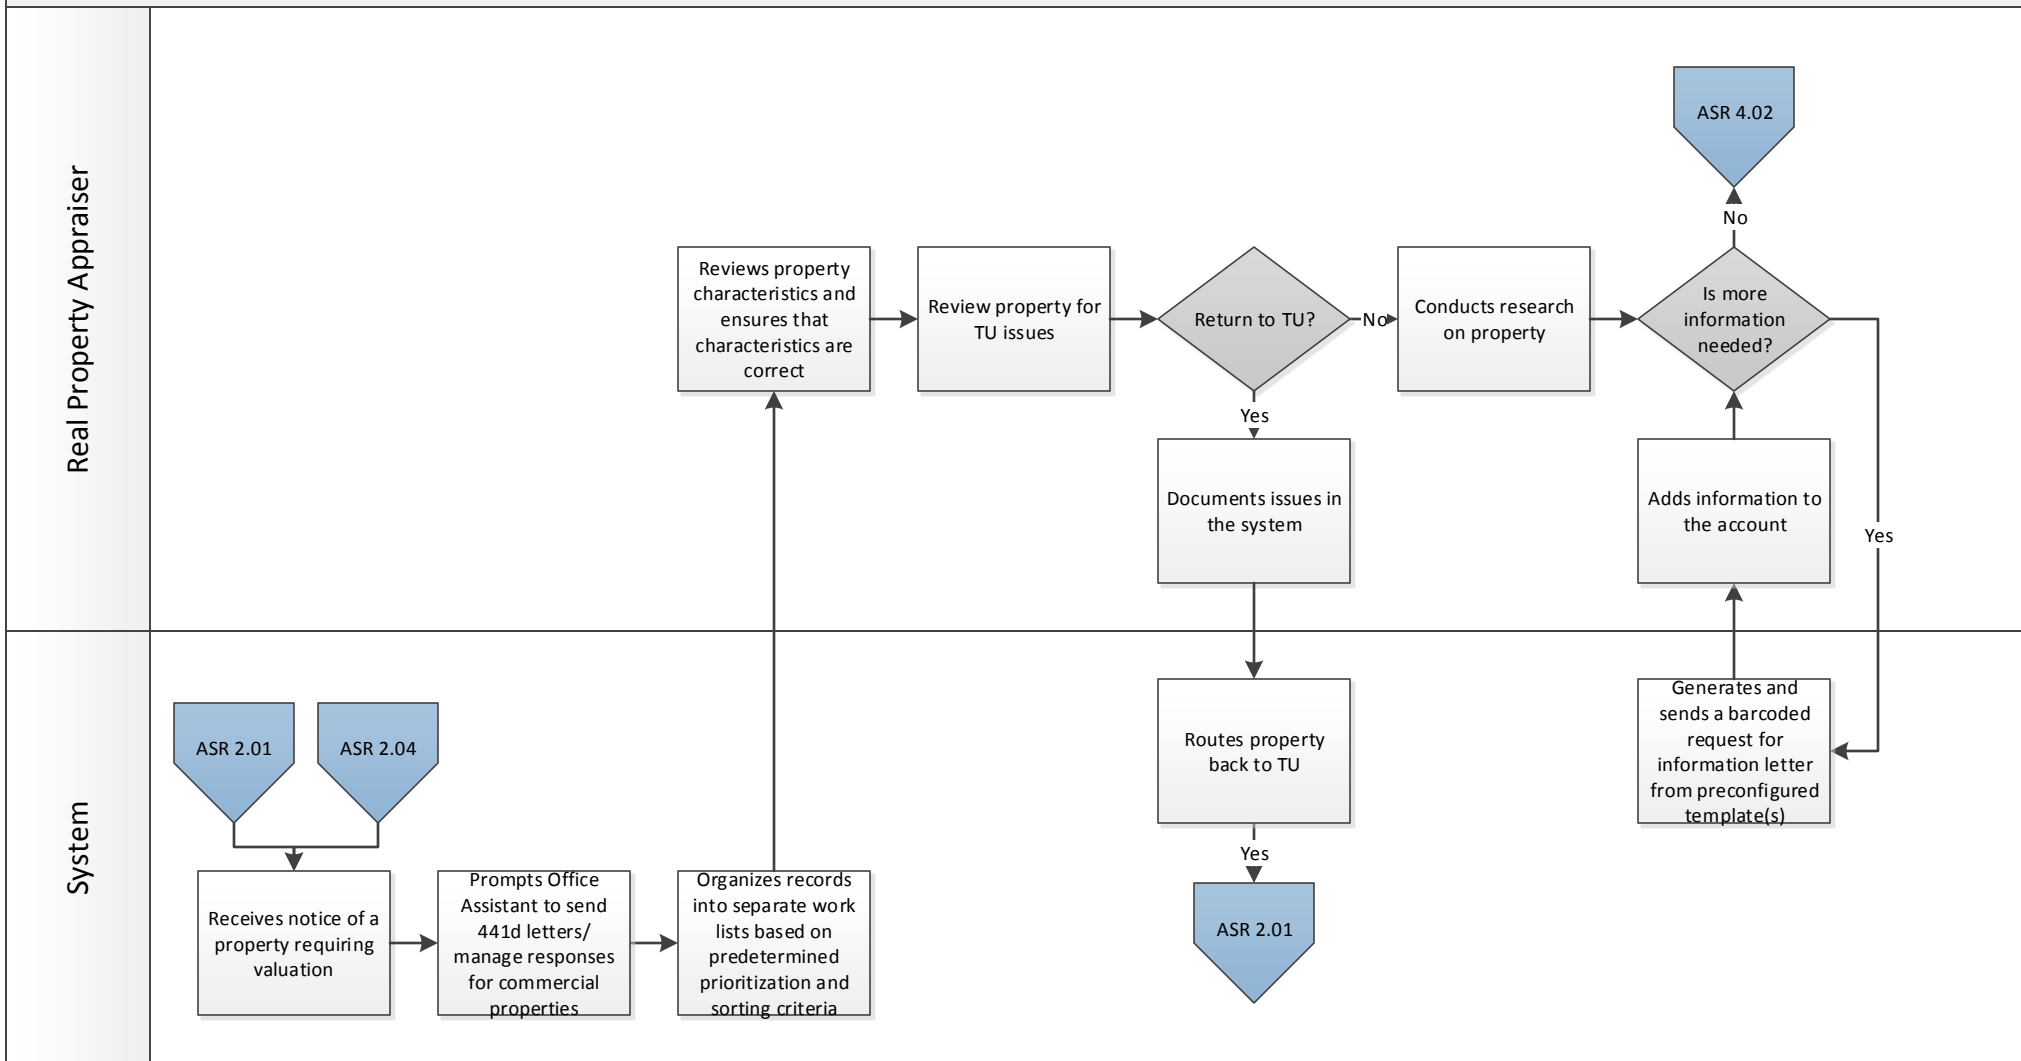 Real Property Appraiser
ASR 4.02
No
Reviews property
characteristics and
ensures that
characteristics are
correct
Review property for
TU issues
Return to TU?
No
Conducts research
on property
Is more
information
needed?
Yes
Documents issues in
the system
Adds information to
the account
Yes
System
ASR 2.01
ASR 2.04
Receives notice of a
property requiring
valuation
Prompts Office
Assistant to send
441d letters/
manage responses
for commercial
properties
Organizes records
into separate work
lists based on
predetermined
prioritization and
sorting criteria
Routes property
back to TU
Yes
ASR 2.01
Generates and
sends a barcoded
request for
information letter
from preconfigured
template(s)